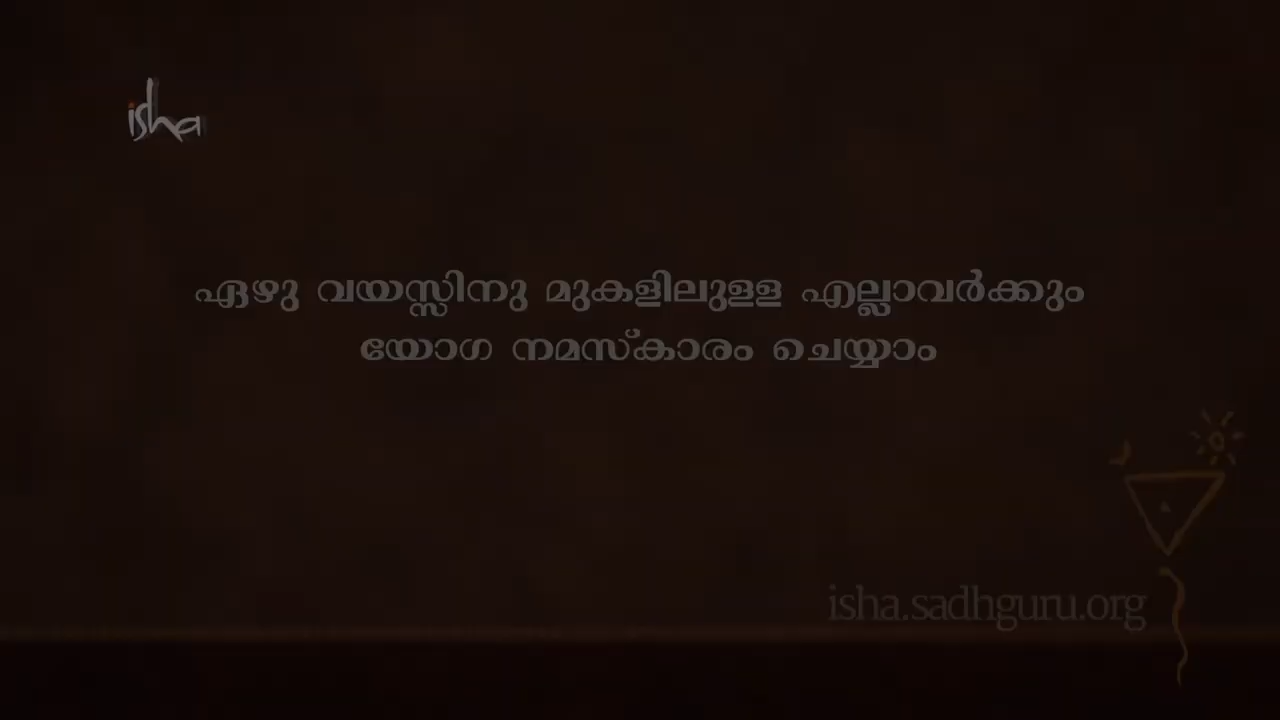 isha
ഏഴു വയസ്സിനു മുകളിലുള്ള എല്ലാവർക്കും
യോഗ നമസ്കാരം ചെയ്യാം
isha.sadhguru.org